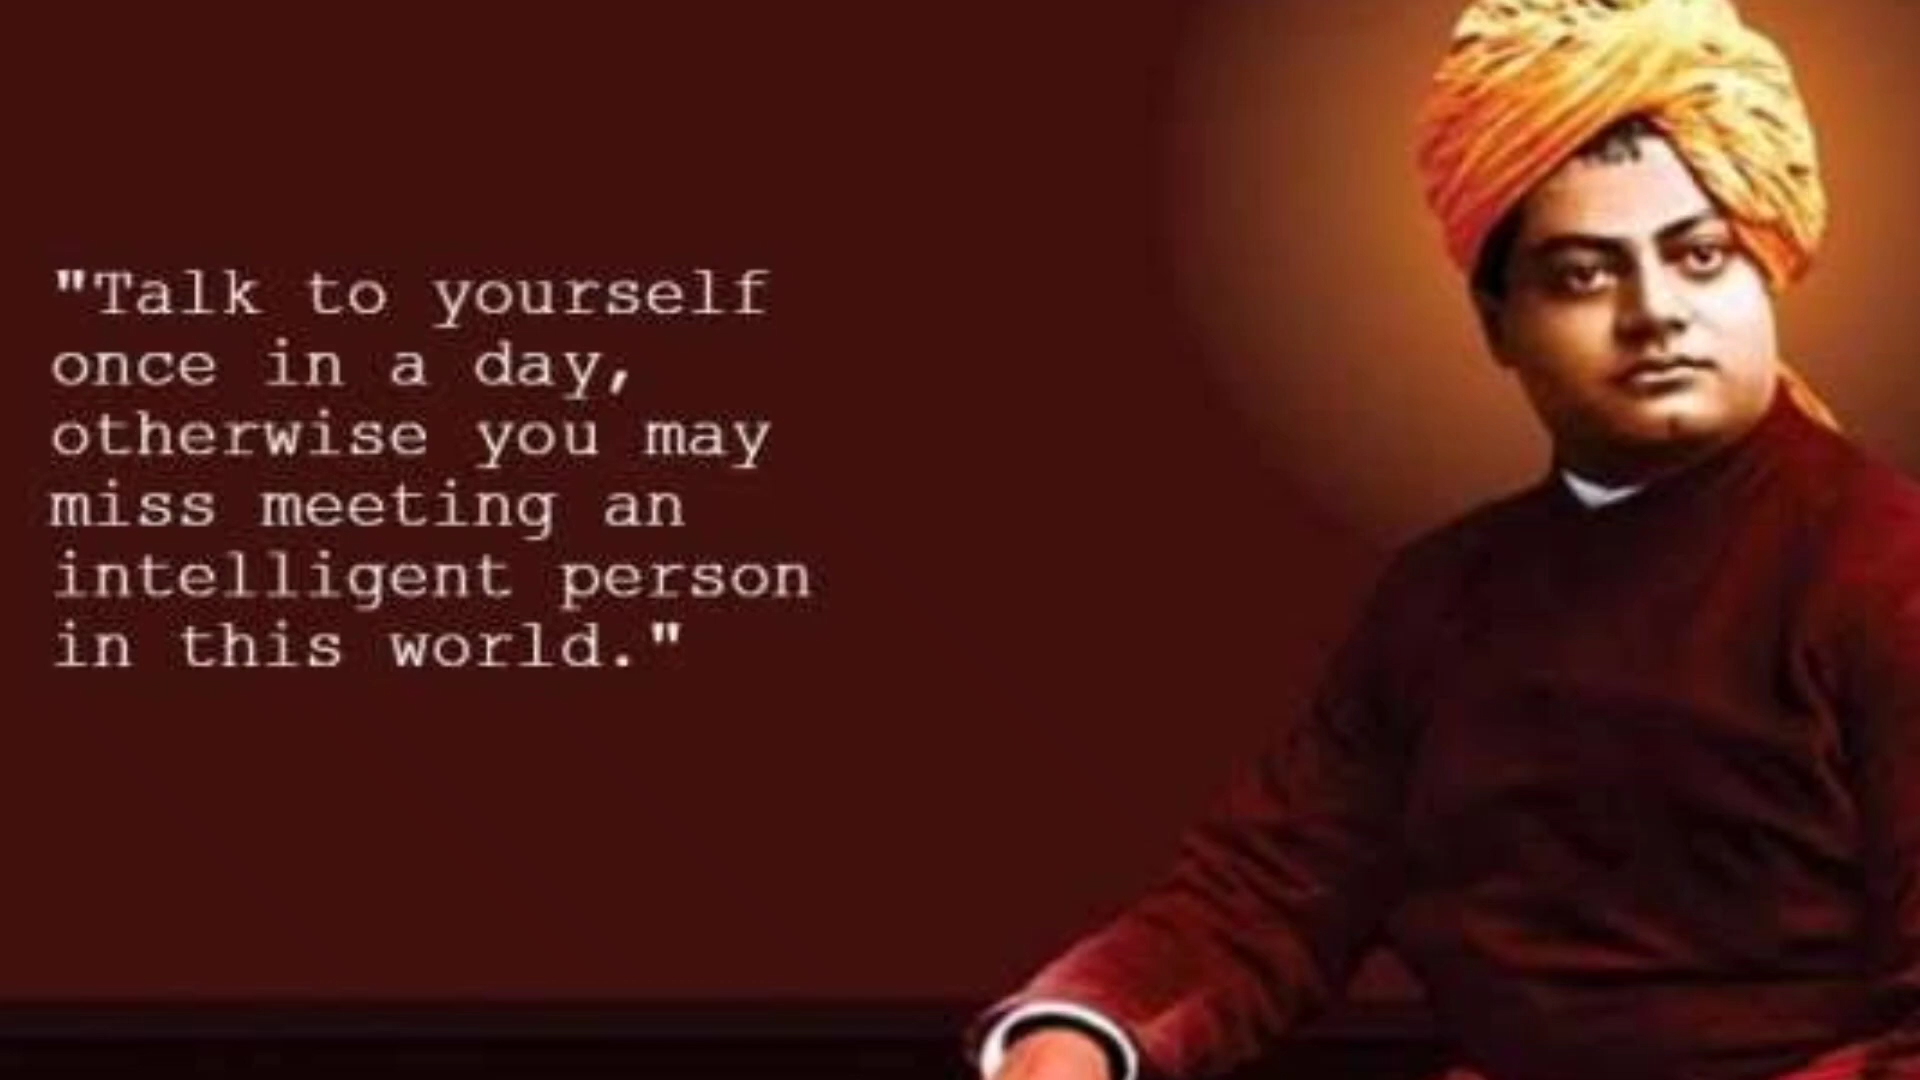 "Talk to yourself
once in a day,
otherwise you may
miss meeting an
intelligent person
in this world."